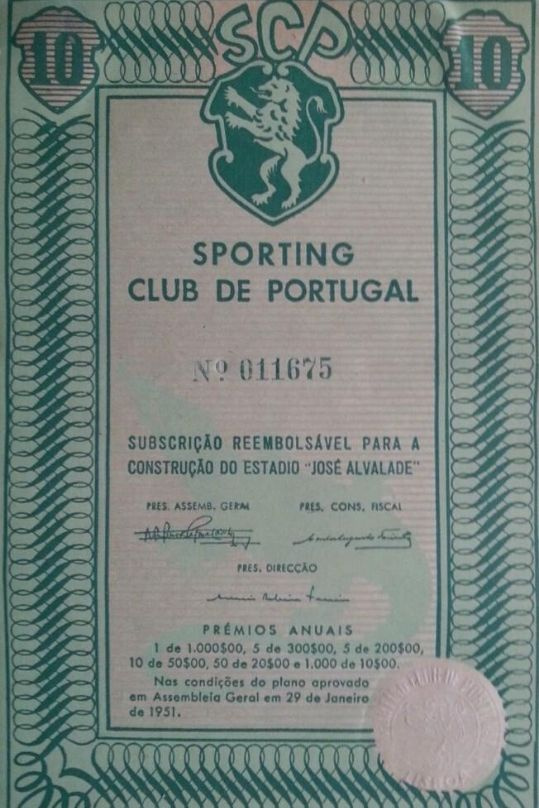 SCP
10 10
SPORTING
CLUB DE PORTUGAL
Nº 011675
SUBSCRIÇÃO REEMBOLSÁVEL PARA A
CONSTRUÇÃO DO ESTADIO "JOSÉ ALVALADE"
PRES. ASSEMB. GERAL PRES. CONS. FISCAL
PRES. DIRECÇÃO
PRÉMIOS ANUAIS
1 de 1.000$00, 5 de 300$00, 5 de 200$00,
10 de 50$00, 50 de 20$00 e 1.000 de 10$00.
Nas condições do plano aprovado
em Assembleia Geral em 29 de Janeiro
de 1951.
LISBOA
10